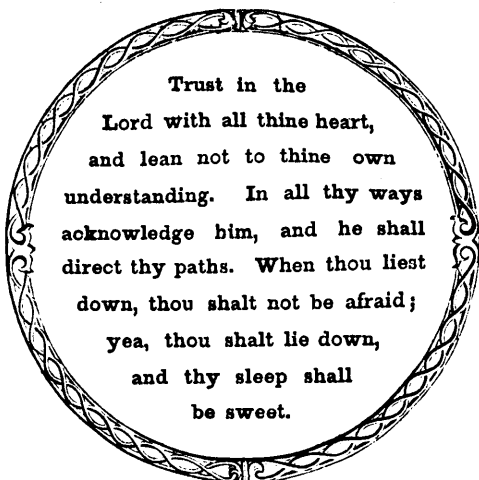 Trust in the
Lord with all thine heart,
and lean not to thine own
understanding. In all thy ways
acknowledge him, and he shall
direct thy paths. When thou liest
down, thou shalt not be afraid;
yea, thou shalt lie down,
and thy sleep shall
be sweet.